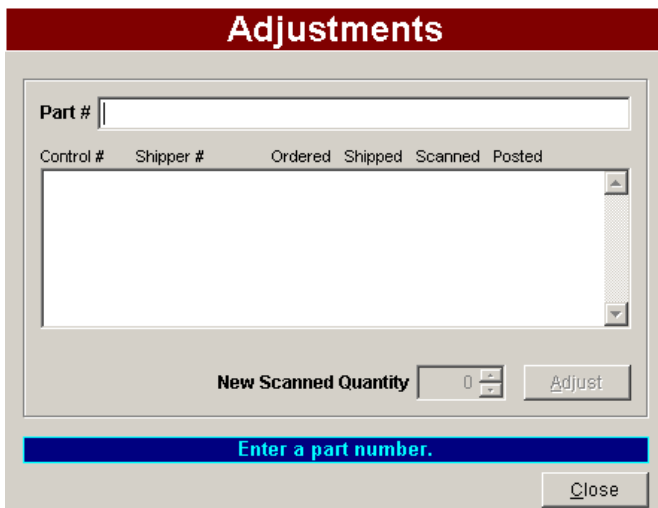 Adjustments
Part #
Control # Shipper # Ordered Shipped Scanned Posted
New Scanned Quantity 0 Adjust
Enter a part number.
Close